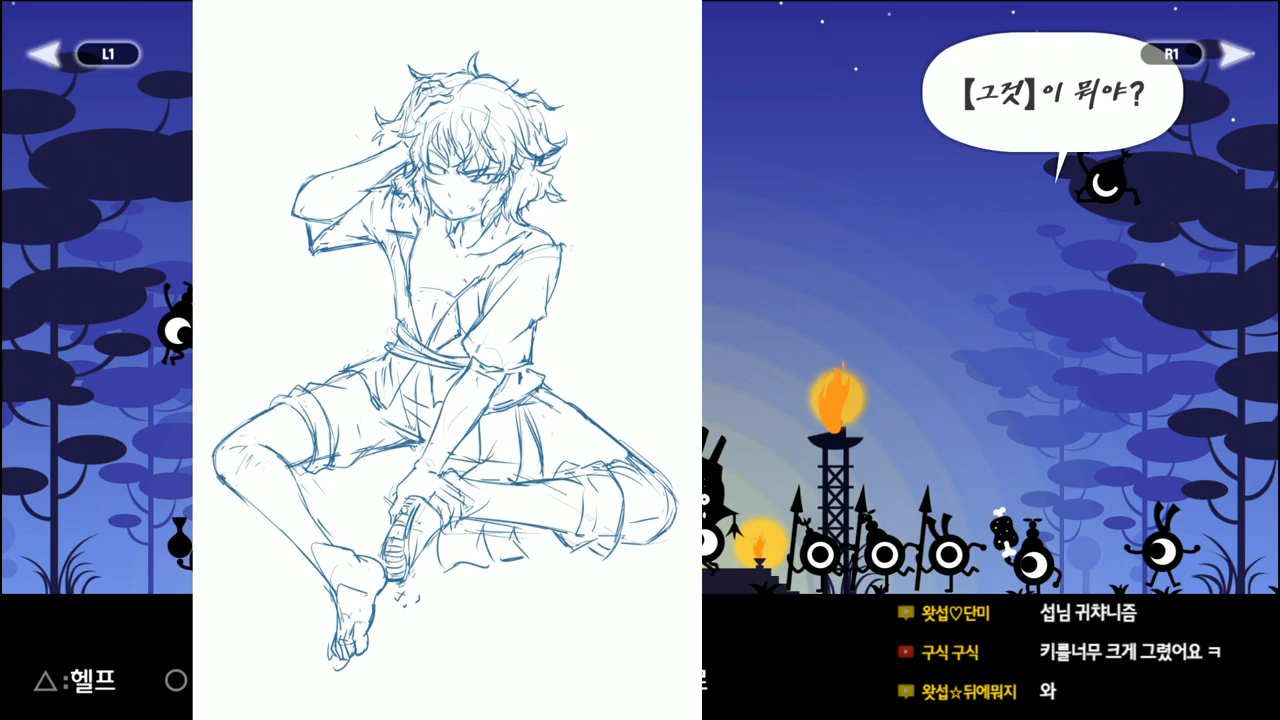 L1
R1
【그것】이 뭐야?
왓섭♡단미 섭님 귀챠니즘
구식 구식 키를너무 크게 그렸어요 ㅋ
왓섭☆뒤에뭐지 와
△:헬프 ○